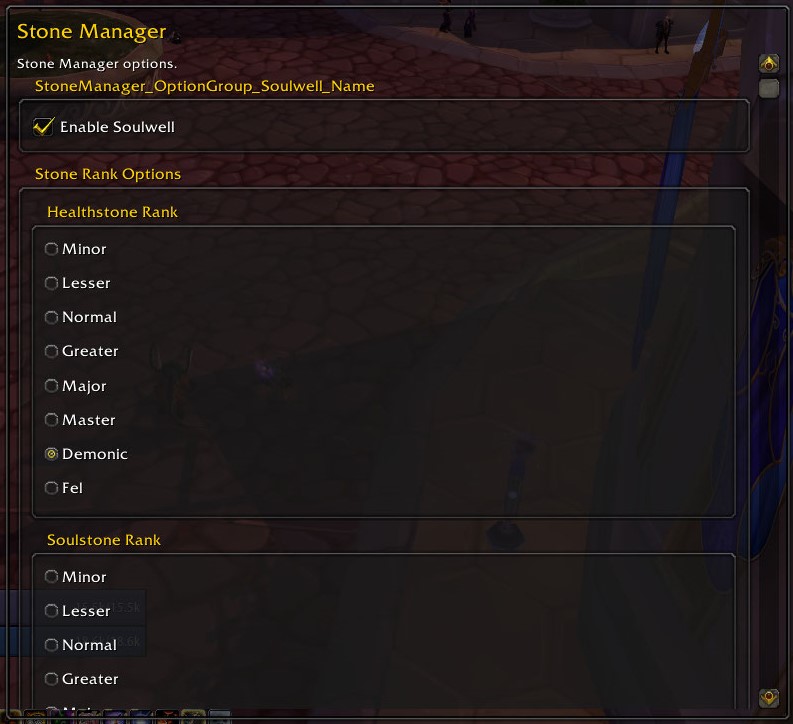 Stone Manager
Stone Manager options.
StoneManager_OptionGroup_Soulwell_Name
Enable Soulwell
Stone Rank Options
Healthstone Rank
Minor
Lesser
Normal
Greater
Major
Master
Demonic
Fel
Soulstone Rank
Minor
Lesser
Normal
Greater